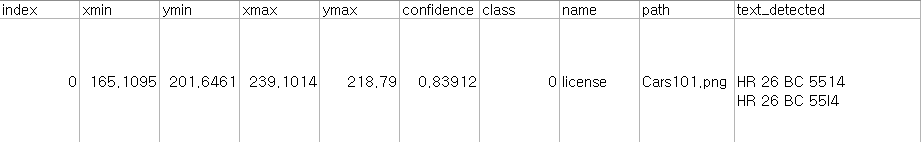 index xmin ymin xmax ymax confidence class name path text_detected
0 165.1095 201.6461 239.1014 218.79 0.83912 0 license Cars101.png HR 26 BC 5514
HR 26 BC 55I4